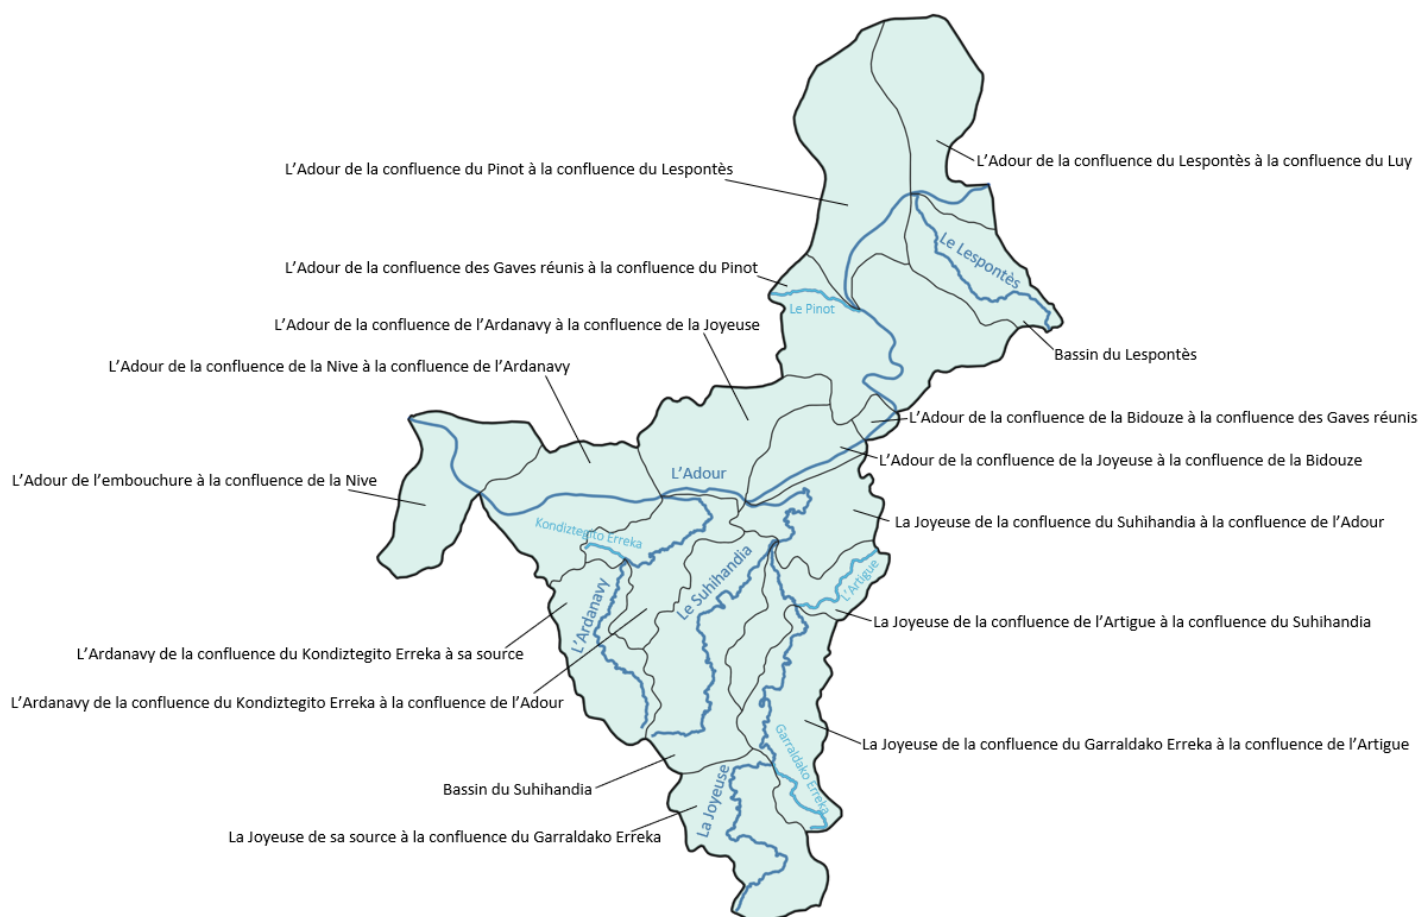 L'Adour de la confluence du Lespontès à la confluence du Luy
L'Adour de la confluence du Pinot à la confluence du Lespontès
Le Lespontès
L'Adour de la confluence des Gaves réunis à la confluence du Pinot
Le Pinot
L'Adour de la confluence de l'Ardanavy à la confluence de la Joyeuse
Bassin du Lespontès
L'Adour de la confluence de la Nive à la confluence de l'Ardanavy
L'Adour de la confluence de la Bidouze à la confluence des Gaves réunis
L'Adour de la confluence de la Joyeuse à la confluence de la Bidouze
L'Adour
L'Adour de l'embouchure à la confluence de la Nive
La Joyeuse de la confluence du Suhihandia à la confluence de l'Adour
Kondiztegito Erreka
Le Suhihandia
L'Artigue
L'Ardanavy
La Joyeuse de la confluence de l'Artigue à la confluence du Suhihandia
L'Ardanavy de la confluence du Kondiztegito Erreka à sa source
L'Ardanavy de la confluence du Kondiztegito Erreka à la confluence de l'Adour
La Joyeuse de la confluence du Garraldako Erreka à la confluence de l'Artigue
Garraldako Erreka
Bassin du Suhihandia
La Joyeuse
La Joyeuse de sa source à la confluence du Garraldako Erreka